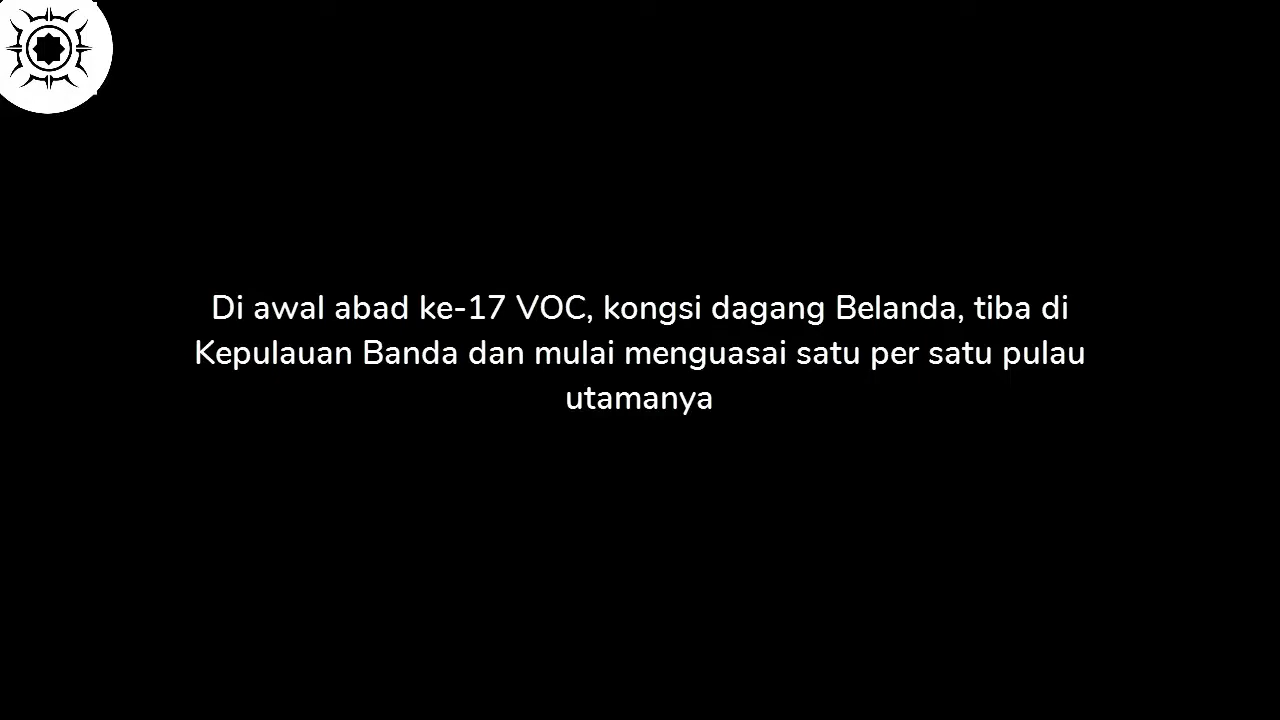 Di awal abad ke-17 VOC, kongsi dagang Belanda, tiba di
Kepulauan Banda dan mulai menguasai satu per satu pulau
utamanya